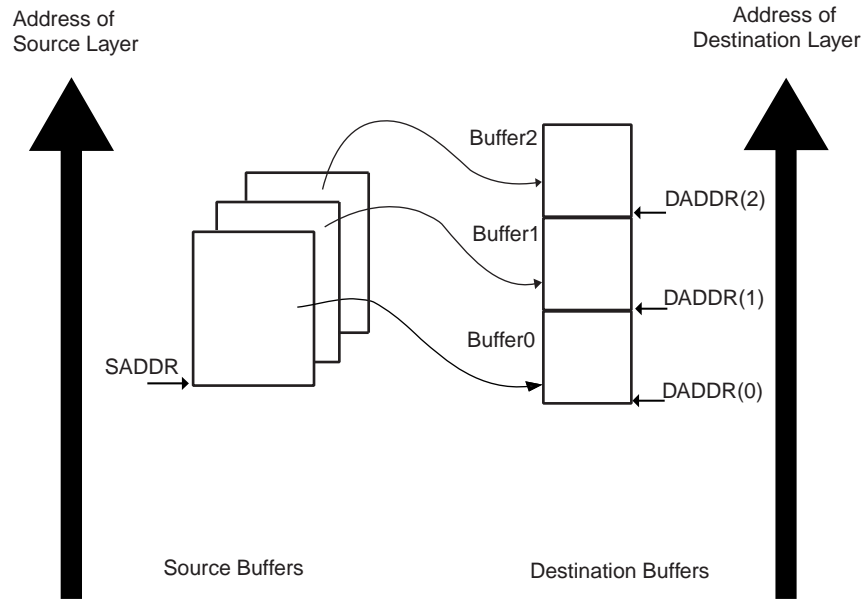 Address of
Source Layer
Address of
Destination Layer
Buffer2
DADDR(2)
Buffer1
DADDR(1)
Buffer0
SADDR
DADDR(0)
Source Buffers
Destination Buffers